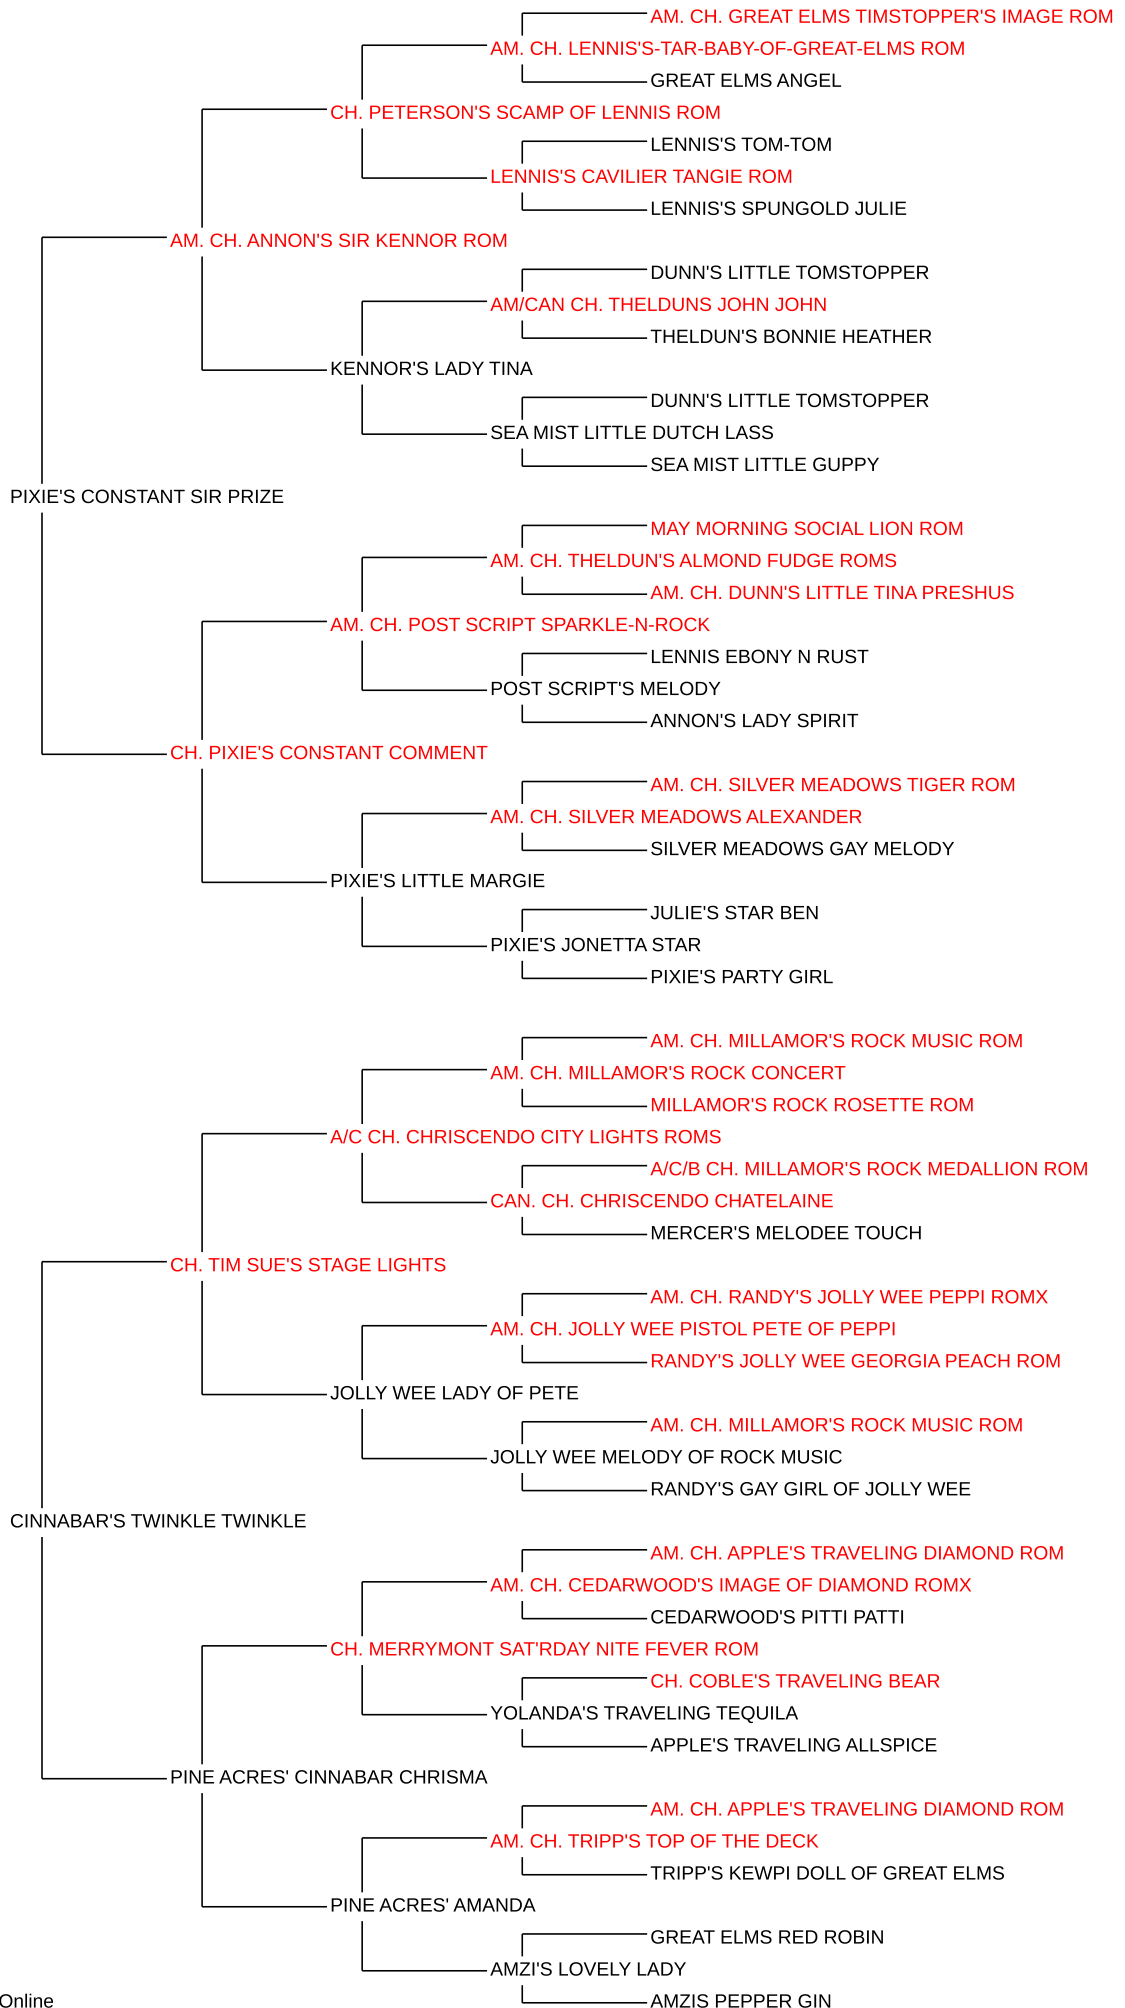 AM. CH. GREAT ELMS TIMSTOPPER'S IMAGE ROM
AM. CH. LENNIS'S-TAR-BABY-OF-GREAT-ELMS ROM
GREAT ELMS ANGEL
CH. PETERSON'S SCAMP OF LENNIS ROM
LENNIS'S TOM-TOM
LENNIS'S CAVILIER TANGIE ROM
LENNIS'S SPUNGOLD JULIE
AM. CH. ANNON'S SIR KENNOR ROM
DUNN'S LITTLE TOMSTOPPER
AM/CAN CH. THELDUNS JOHN JOHN
THELDUN'S BONNIE HEATHER
KENNOR'S LADY TINA
DUNN'S LITTLE TOMSTOPPER
SEA MIST LITTLE DUTCH LASS
SEA MIST LITTLE GUPPY
PIXIE'S CONSTANT SIR PRIZE
MAY MORNING SOCIAL LION ROM
AM. CH. THELDUN'S ALMOND FUDGE ROMS
AM. CH. DUNN'S LITTLE TINA PRESHUS
AM. CH. POST SCRIPT SPARKLE-N-ROCK
LENNIS EBONY N RUST
POST SCRIPT'S MELODY
ANNON'S LADY SPIRIT
CH. PIXIE'S CONSTANT COMMENT
AM. CH. SILVER MEADOWS TIGER ROM
AM. CH. SILVER MEADOWS ALEXANDER
SILVER MEADOWS GAY MELODY
PIXIE'S LITTLE MARGIE
JULIE'S STAR BEN
PIXIE'S JONETTA STAR
PIXIE'S PARTY GIRL
AM. CH. MILLAMOR'S ROCK MUSIC ROM
AM. CH. MILLAMOR'S ROCK CONCERT
MILLAMOR'S ROCK ROSETTE ROM
A/C CH. CHRISCENDO CITY LIGHTS ROMS
A/C/B CH. MILLAMOR'S ROCK MEDALLION ROM
CAN. CH. CHRISCENDO CHATELAINE
MERCER'S MELODEE TOUCH
CH. TIM SUE'S STAGE LIGHTS
AM. CH. RANDY'S JOLLY WEE PEPPI ROMX
AM. CH. JOLLY WEE PISTOL PETE OF PEPPI
RANDY'S JOLLY WEE GEORGIA PEACH ROM
JOLLY WEE LADY OF PETE
AM. CH. MILLAMOR'S ROCK MUSIC ROM
JOLLY WEE MELODY OF ROCK MUSIC
RANDY'S GAY GIRL OF JOLLY WEE
CINNABAR'S TWINKLE TWINKLE
AM. CH. APPLE'S TRAVELING DIAMOND ROM
AM. CH. CEDARWOOD'S IMAGE OF DIAMOND ROMX
CEDARWOOD'S PITTI PATTI
CH. MERRYMONT SAT'RDAY NITE FEVER ROM
CH. COBLE'S TRAVELING BEAR
YOLANDA'S TRAVELING TEQUILA
APPLE'S TRAVELING ALLSPICE
PINE ACRES' CINNABAR CHRISMA
AM. CH. APPLE'S TRAVELING DIAMOND ROM
AM. CH. TRIPP'S TOP OF THE DECK
TRIPP'S KEWPI DOLL OF GREAT ELMS
PINE ACRES' AMANDA
GREAT ELMS RED ROBIN
AMZI'S LOVELY LADY
AMZIS PEPPER GIN
Online